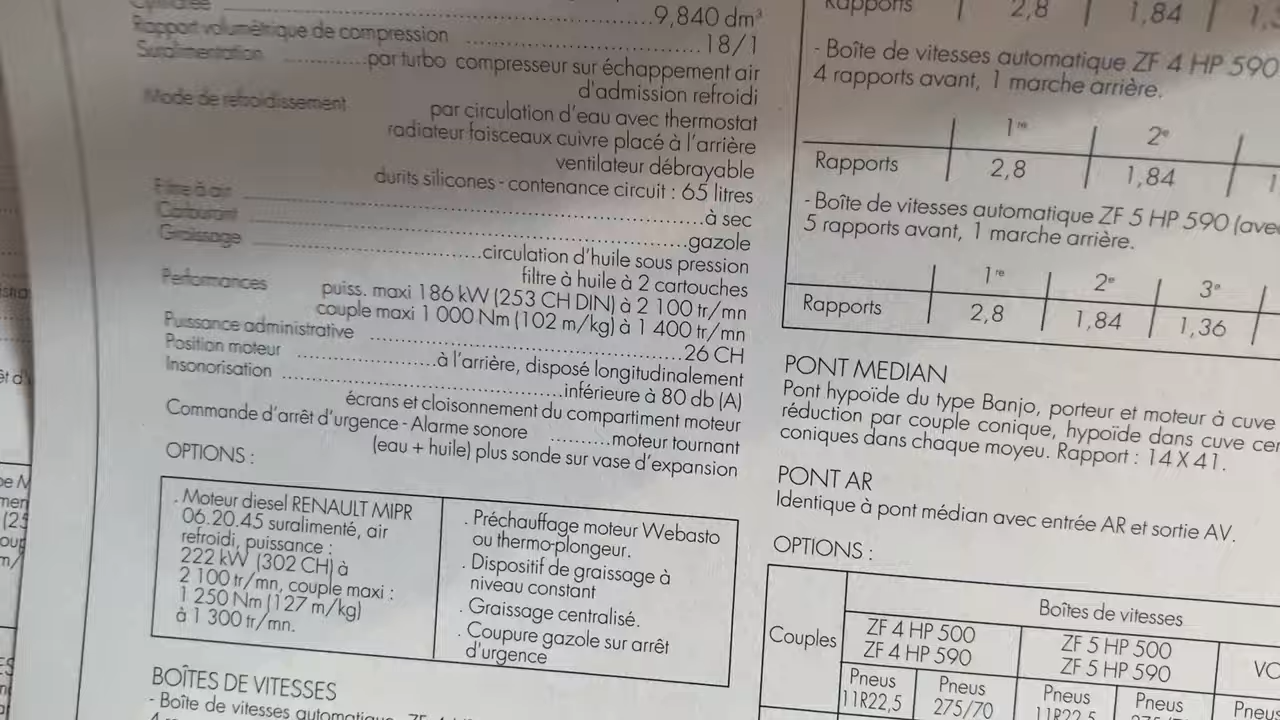 Cylindrée ........9,840 dm³
Rapport volumétrique de compression ........18/1
Suralimentation ........par turbo compresseur sur échappement air
d'admission refroidi
Mode de refroidissement par circulation d'eau avec thermostat
radiateur faisceaux cuivre placé à l'arrière
ventilateur débrayable
durits silicones - contenance circuit : 65 litres
Filtre à air ........à sec
Carburant ........gazole
Graissage ........circulation d'huile sous pression
filtre à huile à 2 cartouches
Performances puiss. maxi 186 kW (253 CH DIN) à 2 100 tr/mn
couple maxi 1 000 Nm (102 m/kg) à 1 400 tr/mn
Puissance administrative ........26 CH
Position moteur ........à l'arrière, disposé longitudinalement
Insonorisation ........inférieure à 80 db (A)
écrans et cloisonnement du compartiment moteur
Commande d'arrêt d'urgence - Alarme sonore ........moteur tournant
(eau + huile) plus sonde sur vase d'expansion
OPTIONS :
. Moteur diesel RENAULT MIPR
06.20.45 suralimenté, air
refroidi, puissance :
222 kW (302 CH) à
2 100 tr/mn, couple maxi :
1 250 Nm (127 m/kg)
à 1 300 tr/mn.
. Préchauffage moteur Webasto
ou thermo-plongeur.
. Dispositif de graissage à
niveau constant
. Graissage centralisé.
. Coupure gazole sur arrêt
d'urgence
BOÎTES DE VITESSES
- Boîte de vitesses automatique
Rapports 2,8 1,84
- Boîte de vitesses automatique ZF 4 HP 590
4 rapports avant, 1 marche arrière.
1re 2e
Rapports 2,8 1,84 1
- Boîte de vitesses automatique ZF 5 HP 590
5 rapports avant, 1 marche arrière.
1re 2e 3e
Rapports 2,8 1,84 1,36
PONT MEDIAN
Pont hypoïde du type Banjo, porteur et moteur à cuve
réduction par couple conique, hypoïde dans cuve
coniques dans chaque moyeu. Rapport : 14 X 41.
PONT AR
Identique à pont médian avec entrée AR et sortie AV.
OPTIONS :
Boîtes de vitesses
Couples ZF 4 HP 500 ZF 5 HP 500
ZF 4 HP 590 ZF 5 HP 590
Pneus Pneus Pneus Pneus Pneus
11R22,5 275/70 11R22,5